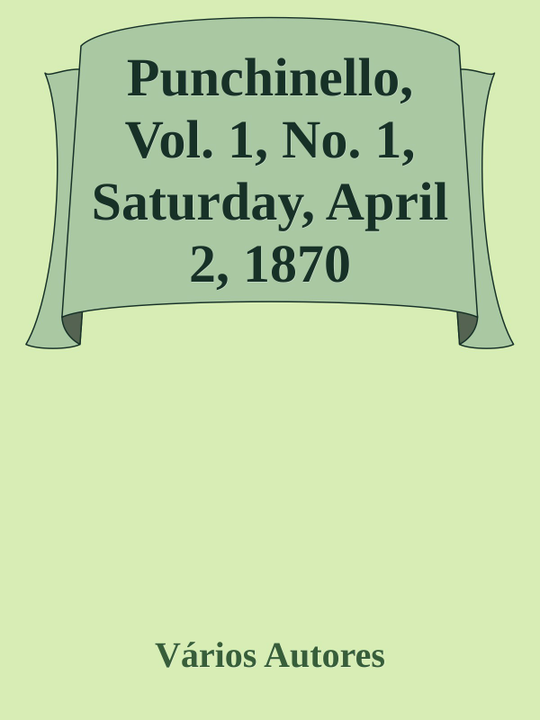 Punchinello,
Vol. 1, No. 1,
Saturday, April
2, 1870
Vários Autores